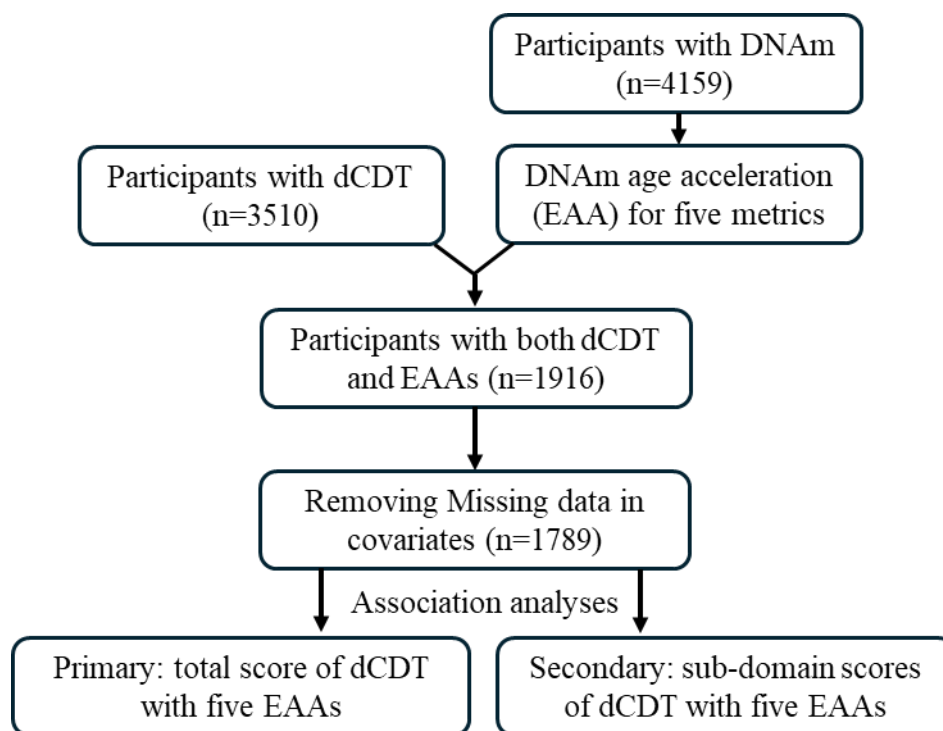 Participants with DNAm
(n=4159)
Participants with dCDT
(n=3510)
DNAm age acceleration
(EAA) for five metrics
Participants with both dCDT
and EAAs (n=1916)
Removing Missing data in
covariates (n=1789)
Association analyses
Primary: total score of dCDT
with five EAAs
Secondary: sub-domain scores
of dCDT with five EAAs